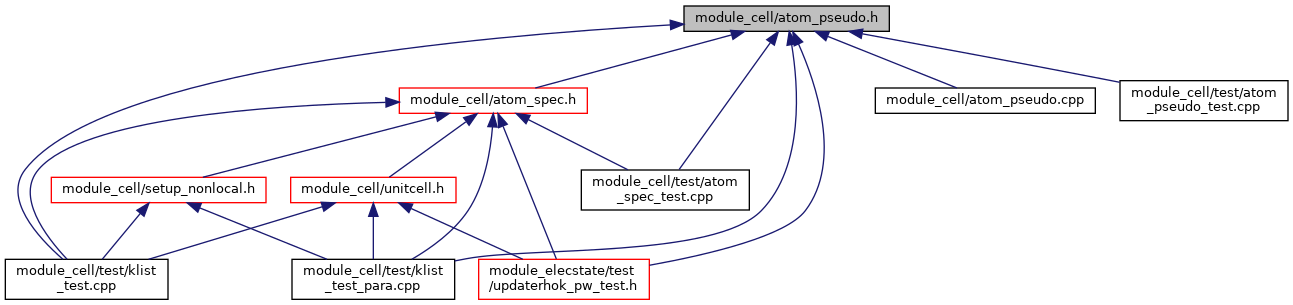 module_cell/atom_pseudo.h
module_cell/atom_spec.h
module_cell/atom_pseudo.cpp
module_cell/test/atom
_pseudo_test.cpp
module_cell/setup_nonlocal.h
module_cell/unitcell.h
module_cell/test/atom
_spec_test.cpp
module_cell/test/klist
_test.cpp
module_cell/test/klist
_test_para.cpp
module_elecstate/test
/updaterhok_pw_test.h